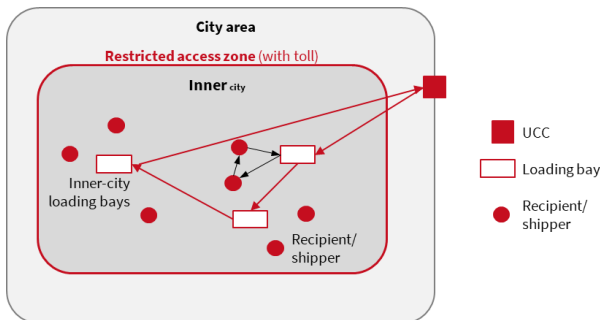 City area
Restricted access zone (with toll)
Inner city
Inner-city
loading bays
Recipient/
shipper
UCC
Loading bay
Recipient/
shipper